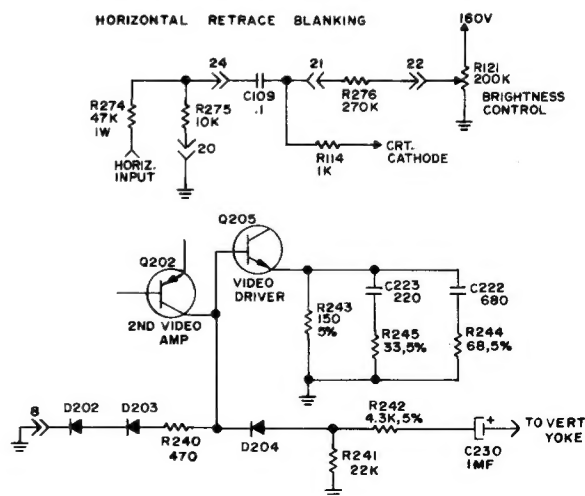 HORIZONTAL RETRACE BLANKING
160V
24
21
22
R121
200K
BRIGHTNESS
CONTROL
R274
47K
1W
R275
10K
C109
.1
R276
270K
20
HORIZ.
INPUT
R114
1K
CRT.
CATHODE
Q205
Q202
VIDEO
DRIVER
2ND VIDEO
AMP
C223
220
C222
680
R243
150
5%
R245
33,5%
R244
68,5%
8
D202
D203
R240
470
D204
R242
4.3K,5%
R241
22K
C230
1MF
+
TO VERT
YOKE